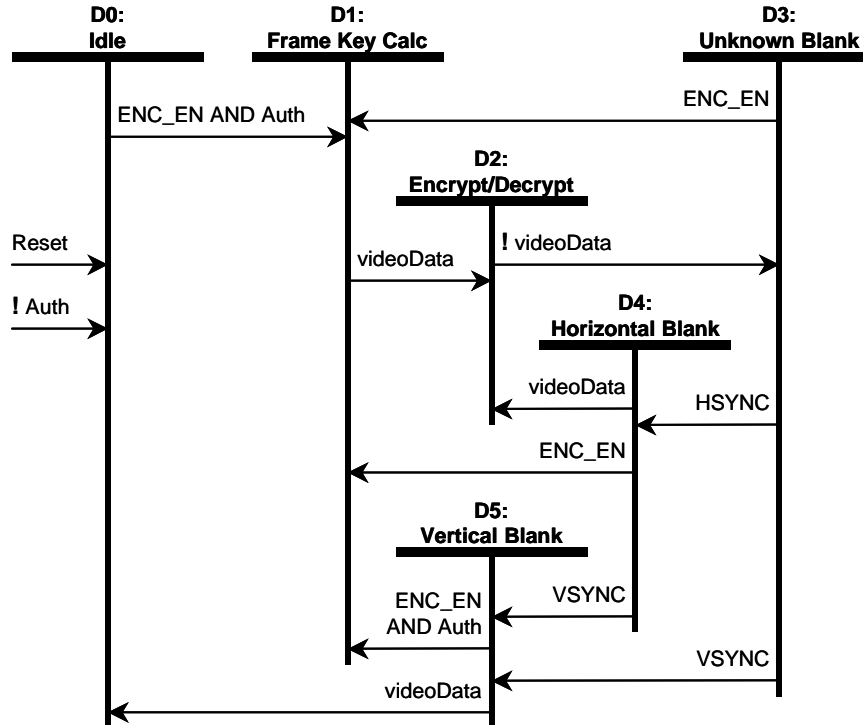 D0:
Idle
D1:
Frame Key Calc
D3:
Unknown Blank
ENC_EN
ENC_EN AND Auth
D2:
Encrypt/Decrypt
Reset
videoData
! videoData
! Auth
D4:
Horizontal Blank
videoData
HSYNC
ENC_EN
D5:
Vertical Blank
ENC_EN
AND Auth
VSYNC
VSYNC
videoData